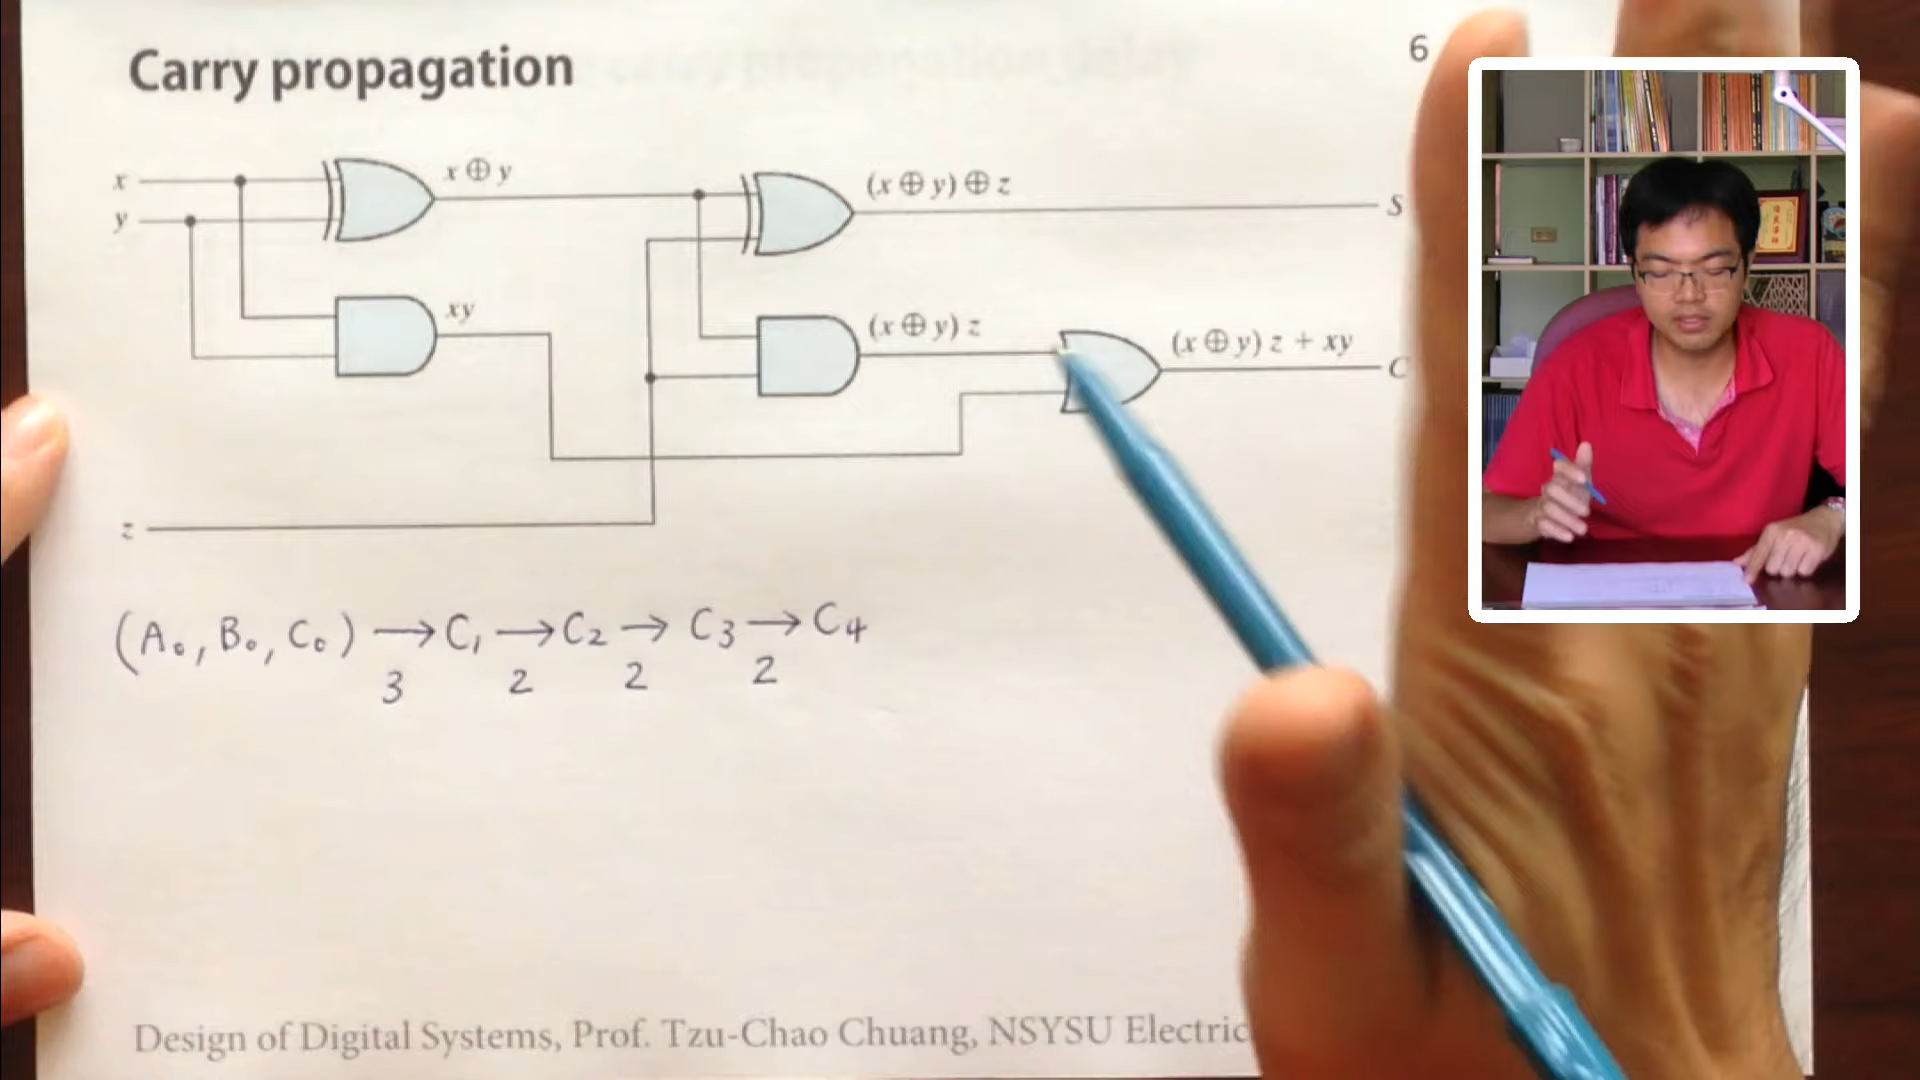 Carry propagation
6
x
y
x ⊕ y
(x ⊕ y) ⊕ z
S
xy
(x ⊕ y) z
(x ⊕ y) z + xy
C
z
(A₀, B₀, C₀) → C₁ → C₂ → C₃ → C₄
3 2 2 2
Design of Digital Systems, Prof. Tzu-Chao Chuang, NSYSU Electric